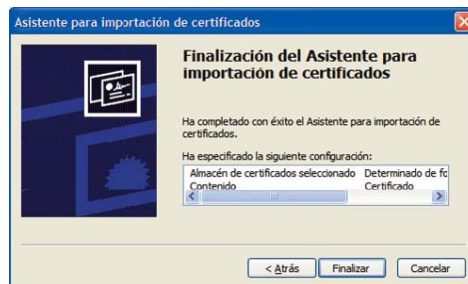 Asistente para importación de certificados
Finalización del Asistente para
importación de certificados
Ha completado con éxito el Asistente para importación de
certificados.
Ha especificado la siguiente configuración:
Almacén de certificados seleccionado Determinado de fo
Contenido Certificado
< Atrás Finalizar Cancelar